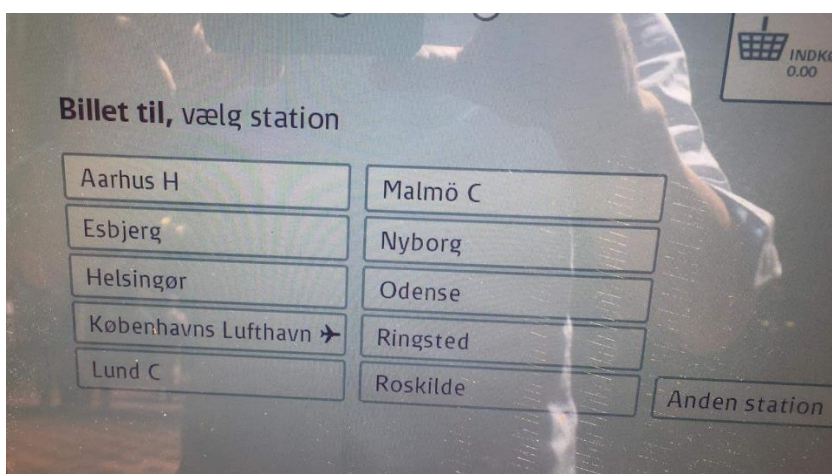 0.00
Billet til, vælg station
Aarhus H
Esbjerg
Helsingør
Københavns Lufthavn
Lund C
Malmö C
Nyborg
Odense
Ringsted
Roskilde
Anden station